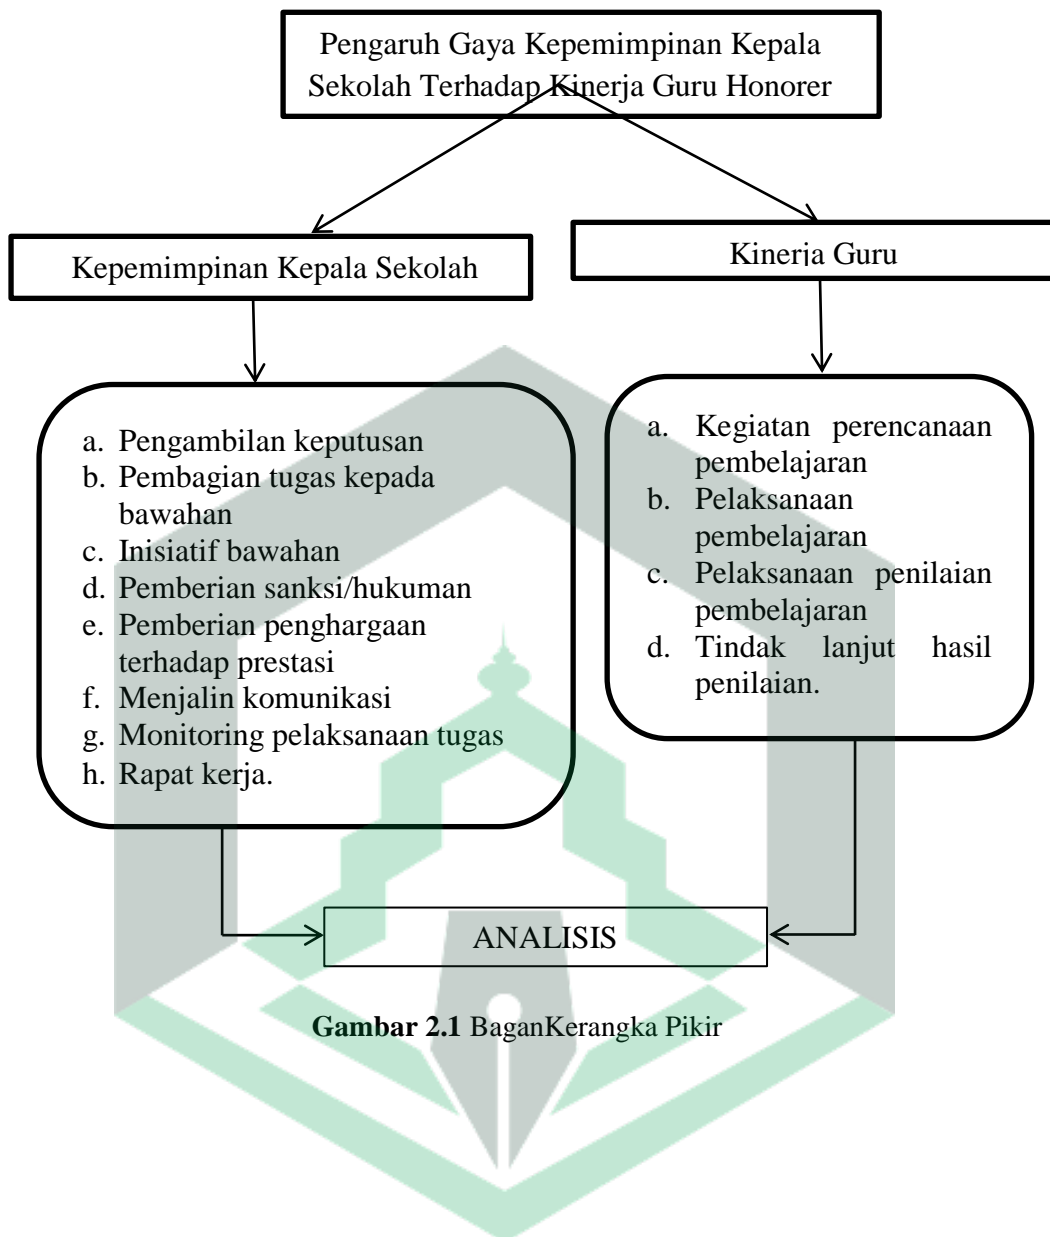 Pengaruh Gaya Kepemimpinan Kepala
Sekolah Terhadap Kinerja Guru Honorer
Kepemimpinan Kepala Sekolah
Kinerja Guru
a. Pengambilan keputusan
b. Pembagian tugas kepada
bawahan
c. Inisiatif bawahan
d. Pemberian sanksi/hukuman
e. Pemberian penghargaan
terhadap prestasi
f. Menjalin komunikasi
g. Monitoring pelaksanaan tugas
h. Rapat kerja.
a. Kegiatan perencanaan
pembelajaran
b. Pelaksanaan
pembelajaran
c. Pelaksanaan penilaian
pembelajaran
d. Tindak lanjut hasil
penilaian.
ANALISIS
Gambar 2.1 BaganKerangka Pikir